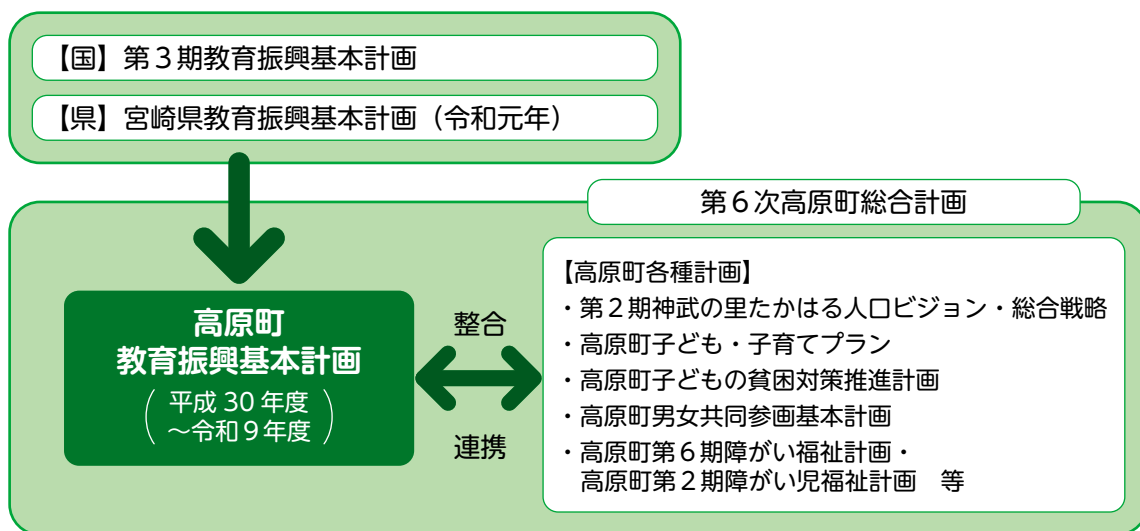 【国】第３期教育振興基本計画
【県】宮崎県教育振興基本計画（令和元年）
第６次高原町総合計画
高原町
教育振興基本計画
（平成 30 年度
～令和９年度）
整合
連携
【高原町各種計画】
・第２期神武の里たかはる人口ビジョン・総合戦略
・高原町子ども・子育てプラン
・高原町子どもの貧困対策推進計画
・高原町男女共同参画基本計画
・高原町第６期障がい福祉計画・
高原町第２期障がい児福祉計画　等